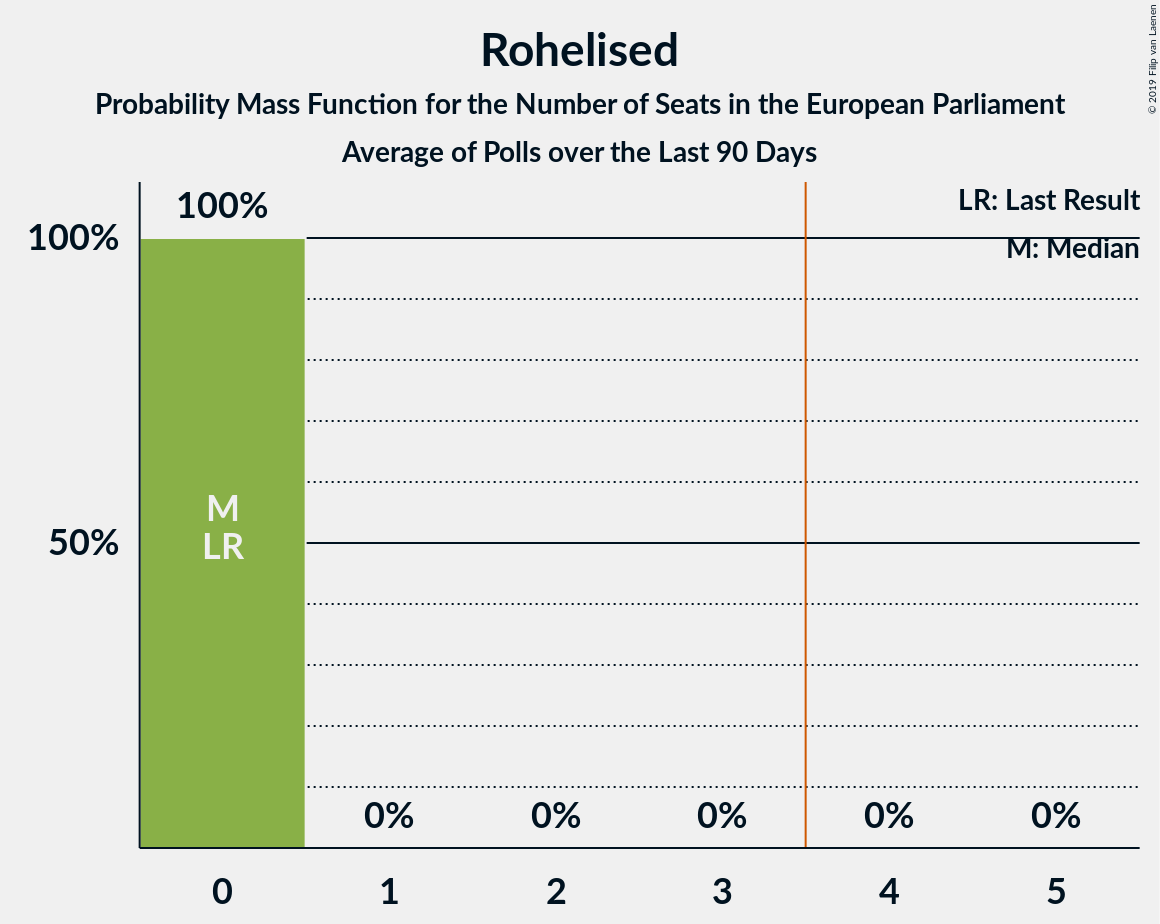 Rohelised
Probability Mass Function for the Number of Seats in the European Parliament
Average of Polls over the Last 90 Days
© 2019 Filip van Laenen
LR: Last Result
M: Median
100%
100%
50%
M
LR
0%
0%
0%
0%
0%
0
1
2
3
4
5